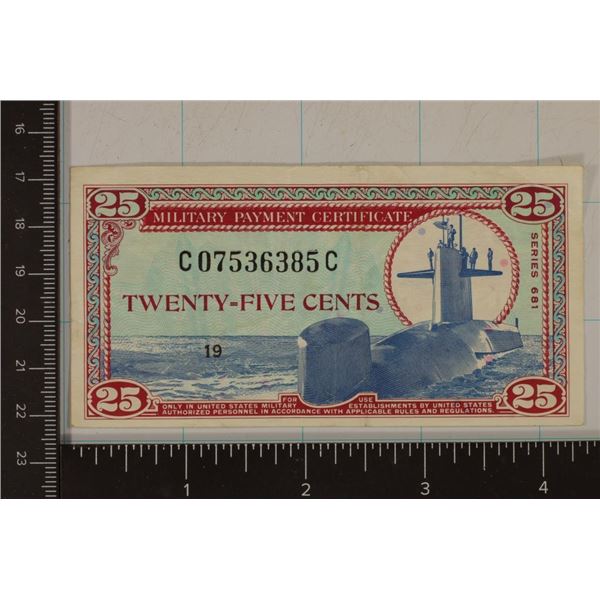 25 25
MILITARY PAYMENT CERTIFICATE
C07536385C
SERIES 681
TWENTY-FIVE CENTS
19
25 25
FOR USE
ONLY IN UNITED STATES MILITARY ESTABLISHMENTS BY UNITED STATES
AUTHORIZED PERSONNEL IN ACCORDANCE WITH APPLICABLE RULES AND REGULATIONS.
16
17
18
19
20
21
22
23
1 2 3 4